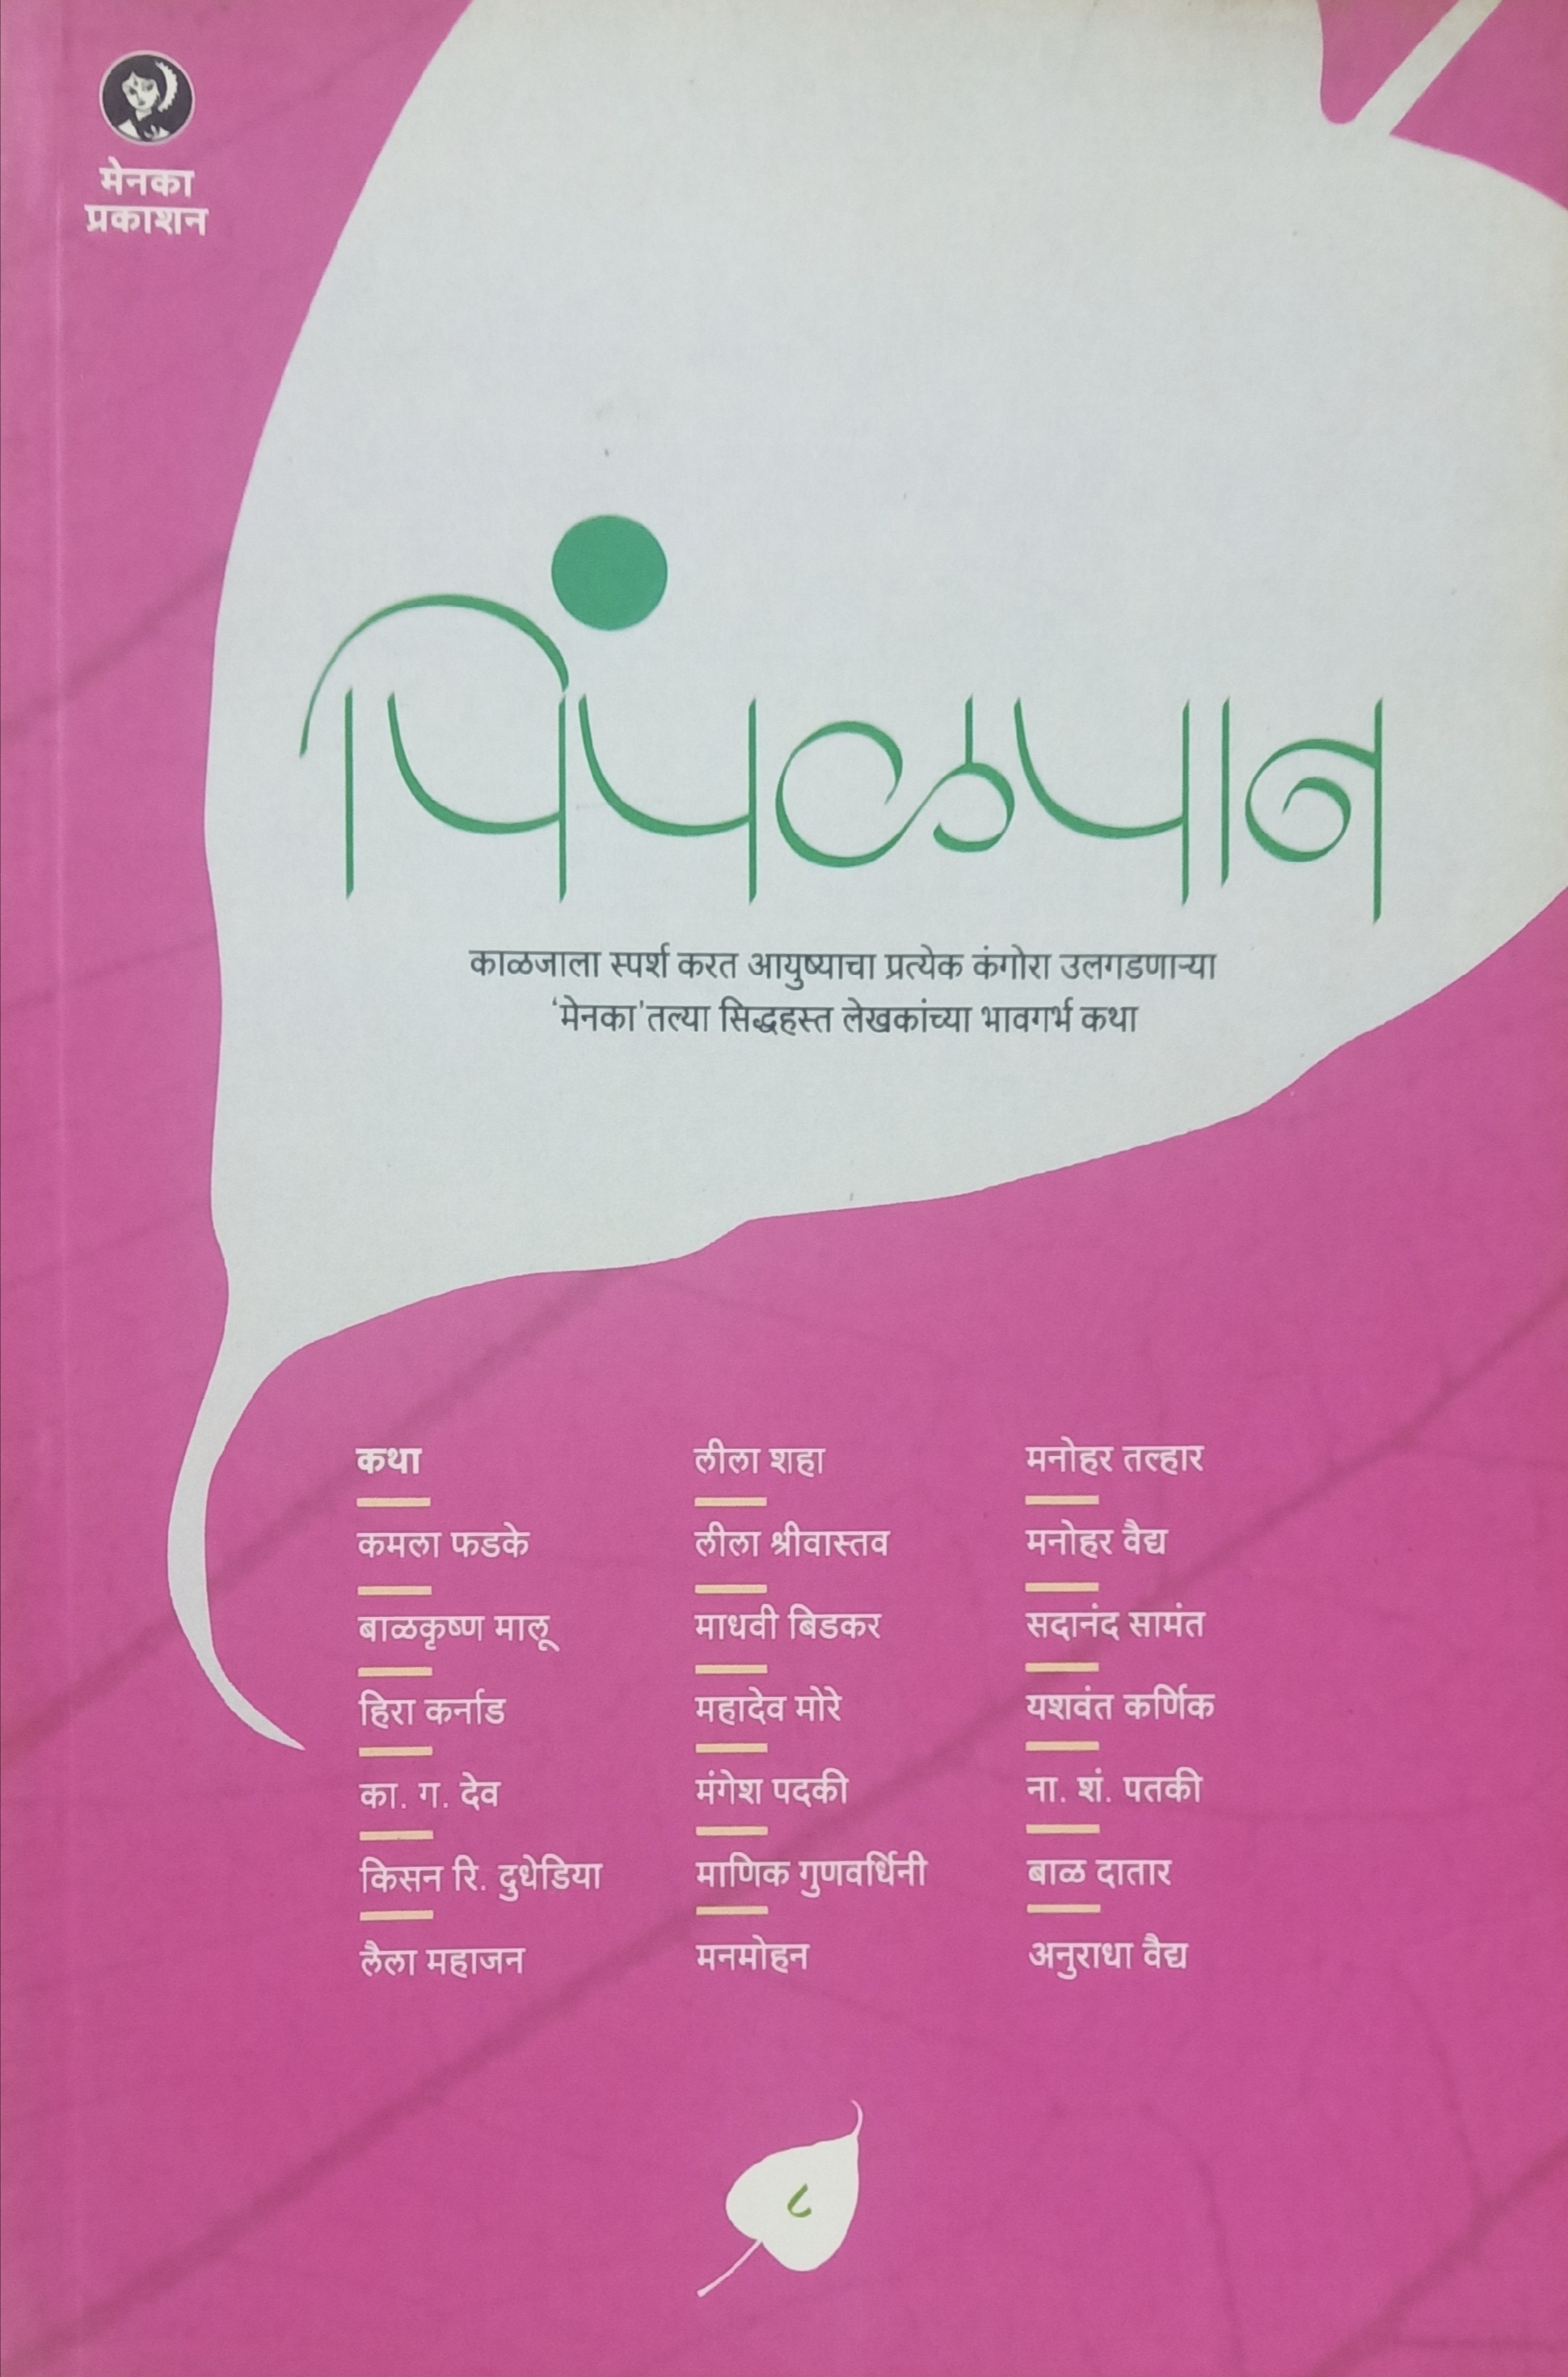 मेनका
प्रकाशन
पिंपळपान
काळजाला स्पर्श करत आयुष्याचा प्रत्येक कंगोरा उलगडणाऱ्या
‘मेनका’तल्या सिद्धहस्त लेखकांच्या भावगर्भ कथा
कथा
कमला फडके
बाळकृष्ण मालू
हिरा कर्नाड
का. ग. देव
किसन रि. दुधेडिया
लैला महाजन
लीला शहा
लीला श्रीवास्तव
माधवी बिडकर
महादेव मोरे
मंगेश पदकी
माणिक गुणवर्धिनी
मनमोहन
मनोहर तल्हार
मनोहर वैद्य
सदानंद सामंत
यशवंत कर्णिक
ना. शं. पतकी
बाळ दातार
अनुराधा वैद्य
८